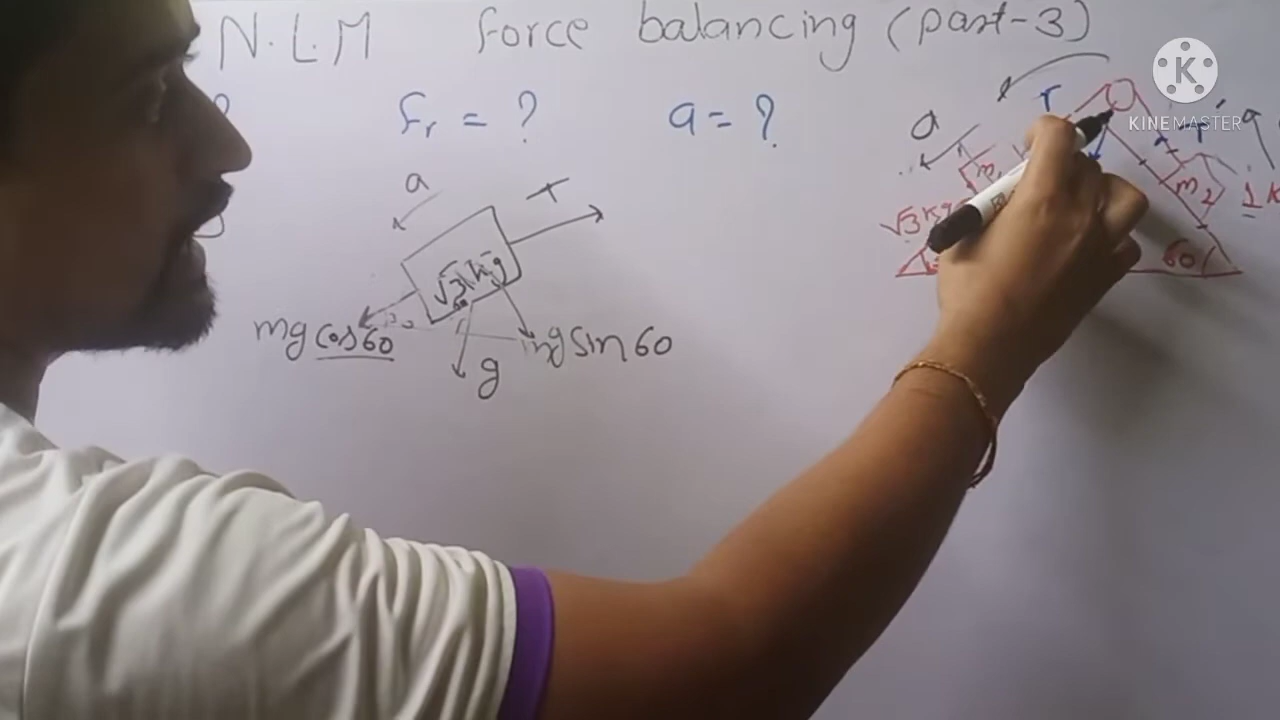 N.L.M force balancing (part-3)
fr = ? a = ?
KINEMASTER
a T
a T T a
m, m2
√3 kg 1 K
60
√3 kg
mg cos 60 mg sin 60
g